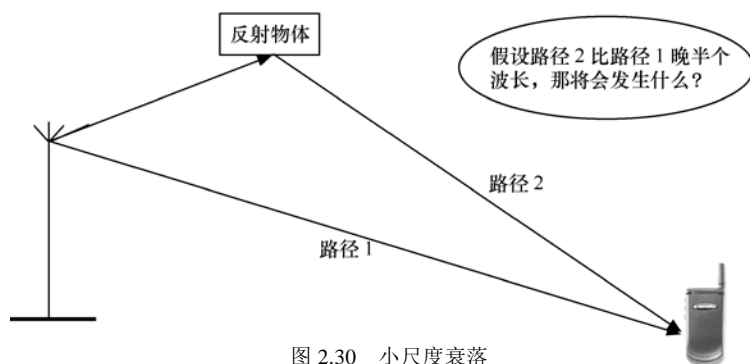 反射物体
假设路径 2 比路径 1 晚半个
波长，那将会发生什么？
路径 2
路径 1
图 2.30 小尺度衰落